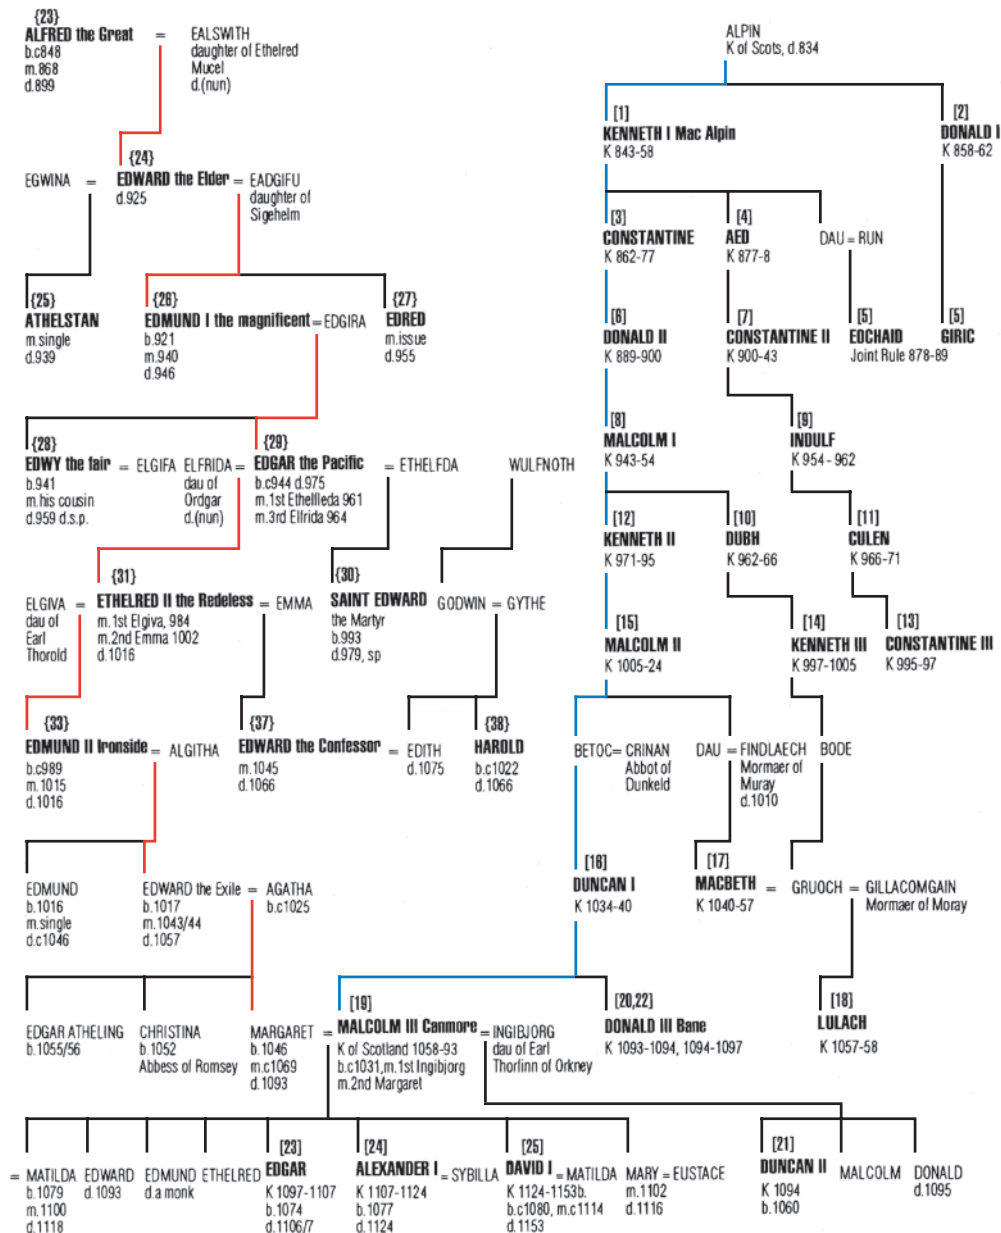 {23}
ALFRED the Great = EALSWITH
b.c848
m.868
d.899
daughter of Ethelred
Mucel
d.(nun)
ALPIN
K of Scots, d.834
[1]
KENNETH I Mac Alpin
K 843-58
[2]
DONALD I
K 858-62
{24}
EGWINA = EDWARD the Elder = EADGIFU
d.925
daughter of
Sigehelm
[3]
CONSTANTINE
K 862-77
[4]
AED
K 877-8
DAU = RUN
{25}
ATHELSTAN
m.single
d.939
{26}
EDMUND I the magnificent = EDGIRA
b.921
m.940
d.946
{27}
EDRED
m.issue
d.955
[6]
DONALD II
K 889-900
[7]
CONSTANTINE II
K 900-43
[5]
EOCHAID
Joint Rule 878-89
[5]
GIRIC
{28}
EDWY the fair = ELGIFA
b.941
m.his cousin
d.959 d.s.p.
ELFRIDA =
dau of
Ordgar
d.(nun)
{29}
EDGAR the Pacific = ETHELFDA
b.c944 d.975
m.1st Ethelfleda 961
m.3rd Elfrida 964
WULFNOTH
[8]
MALCOLM I
K 943-54
[9]
INDULF
K 954-962
[12]
KENNETH II
K 971-95
[10]
DUBH
K 962-66
[11]
CULEN
K 966-71
ELGIVA =
dau of
Earl
Thorold
{31}
ETHELRED II the Redeless = EMMA
m.1st Elgiva, 984
m.2nd Emma 1002
d.1016
{30}
SAINT EDWARD
the Martyr
b.993
d.979, sp
GODWIN = GYTHE
[15]
MALCOLM II
K 1005-24
[14]
KENNETH III
K 997-1005
[13]
CONSTANTINE III
K 995-97
{33}
EDMUND II Ironside = ALGITHA
b.c989
m.1015
d.1016
{37}
EDWARD the Confessor = EDITH
m.1045
d.1066
d.1075
{38}
HAROLD
b.c1022
d.1066
BETOC = CRINAN
Abbot of
Dunkeld
DAU = FINDLAECH
Mormaer of
Muray
d.1010
BODE
EDMUND
b.1016
m.single
d.c1046
EDWARD the Exile = AGATHA
b.1017
m.1043/44
d.1057
b.c1025
[16]
DUNCAN I
K 1034-40
[17]
MACBETH = GRUOCH = GILLACOMGAIN
K 1040-57
Mormaer of Moray
EDGAR ATHELING
b.1055/56
CHRISTINA
b.1052
Abbess of Romsey
MARGARET =
b.1046
m.c1069
d.1093
[19]
MALCOLM III Canmore = INGIBJORG
K of Scotland 1058-93
b.c1031,m.1st Ingibjorg
m.2nd Margaret
dau of Earl
Thorlinn of Orkney
[20,22]
DONALD III Bane
K 1093-1094, 1094-1097
[18]
LULACH
K 1057-58
= MATILDA
b.1079
m.1100
d.1118
EDWARD
d.1093
EDMUND
d.a monk
ETHELRED
[23]
EDGAR
K 1097-1107
b.1074
d.1106/7
[24]
ALEXANDER I = SYBILLA
K 1107-1124
b.1077
d.1124
[25]
DAVID I = MATILDA
K 1124-1153b.
b.c1080, m.c1114
d.1153
MARY = EUSTACE
m.1102
d.1116
[21]
DUNCAN II
K 1094
b.1060
MALCOLM
DONALD
d.1095